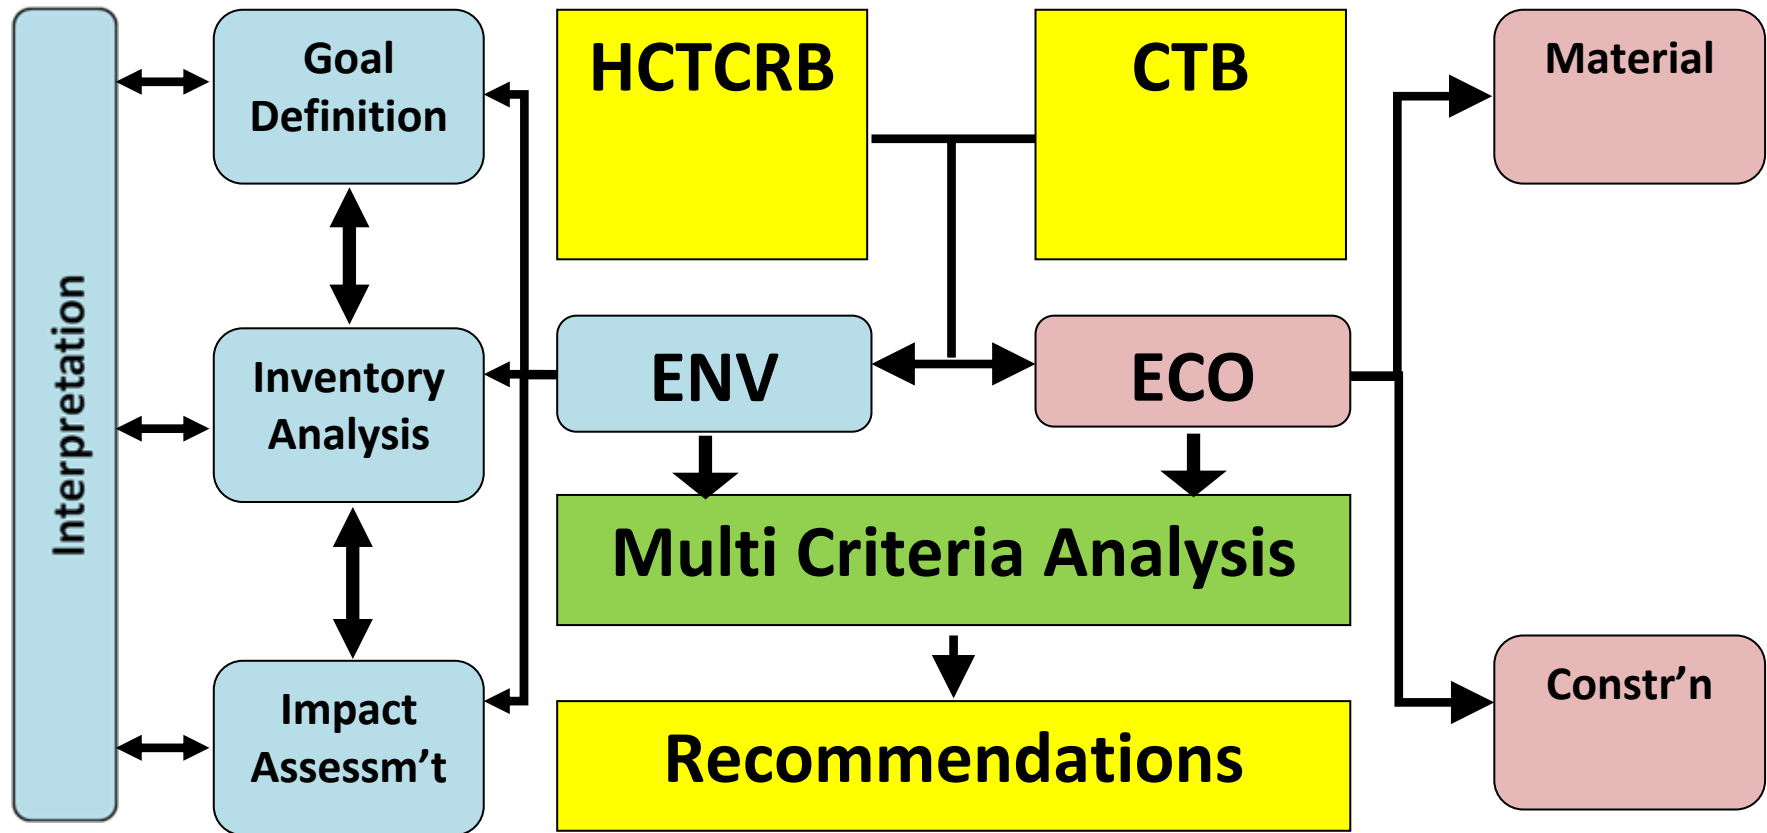 Interpretation
Goal
Definition
HCTCRB
CTB
Material
Inventory
Analysis
ENV
ECO
Multi Criteria Analysis
Impact
Assessm't
Recommendations
Constr’n